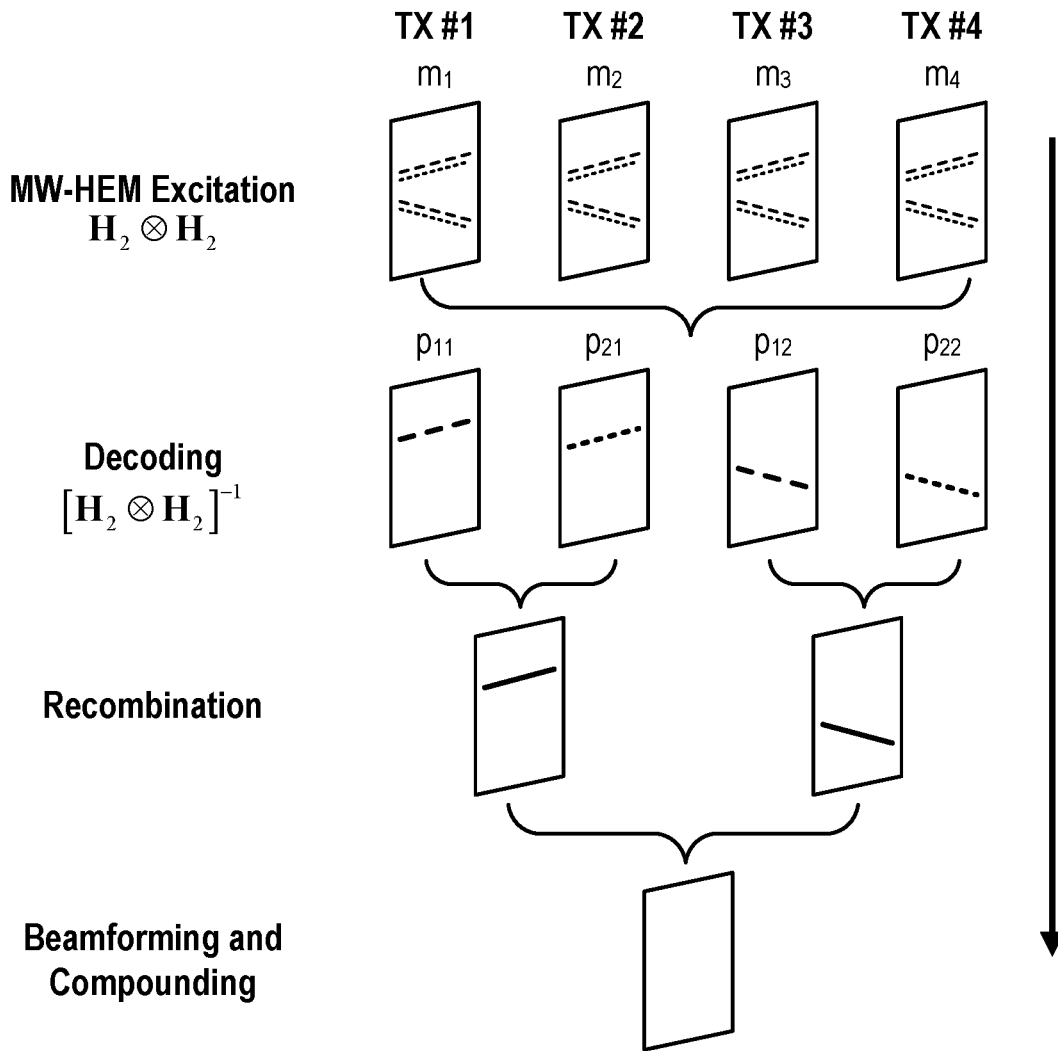 TX #1 TX #2 TX #3 TX #4
m₁ m₂ m₃ m₄
MW-HEM Excitation
H₂ ⊗ H₂
p₁₁ p₂₁ p₁₂ p₂₂
Decoding
[H₂ ⊗ H₂]⁻¹
Recombination
Beamforming and
Compounding